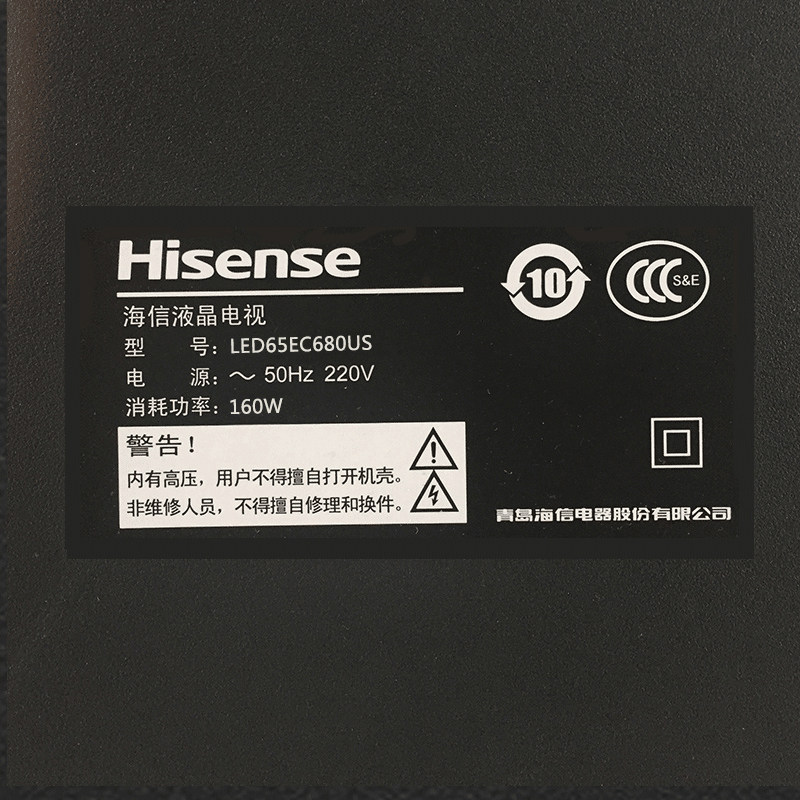 Hisense
10
CCC S&E
海信液晶电视
型 号：LED65EC680US
电 源：～ 50Hz 220V
消耗功率：160W
警告！
内有高压，用户不得擅自打开机壳。
非维修人员，不得擅自修理和换件。
青岛海信电器股份有限公司